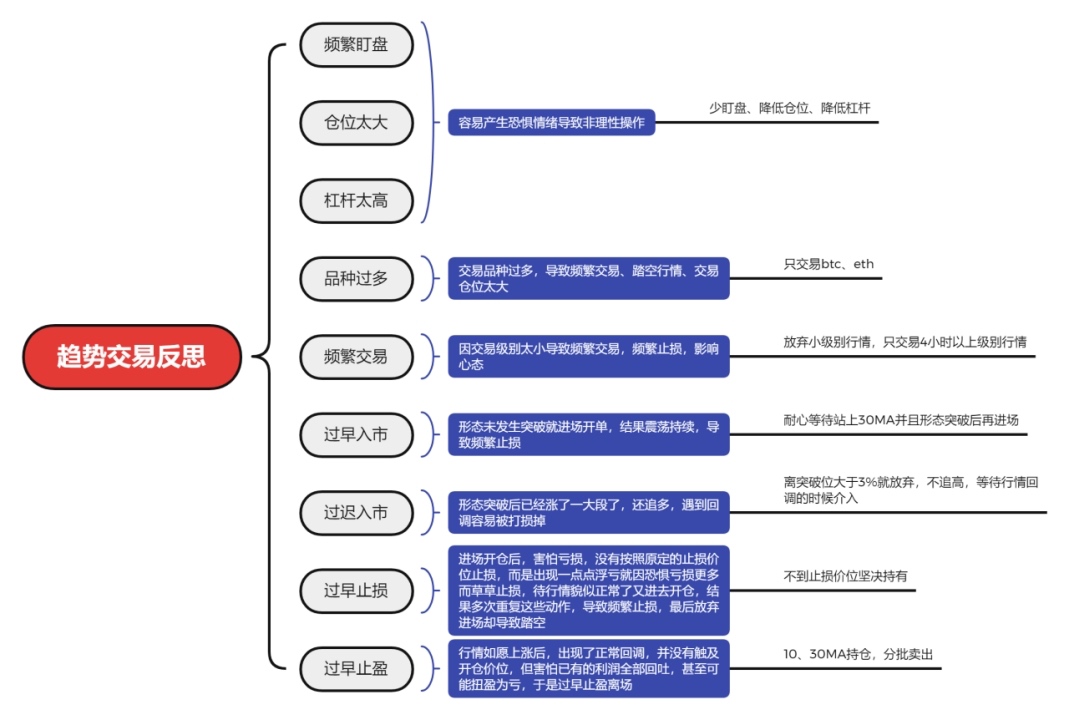 趋势交易反思
频繁盯盘
仓位太大
杠杆太高
容易产生恐惧情绪导致非理性操作
少盯盘、降低仓位、降低杠杆
品种过多
交易品种过多，导致频繁交易、踏空行情、交易
仓位太大
只交易btc、eth
频繁交易
因交易级别太小导致频繁交易，频繁止损，影响
心态
放弃小级别行情，只交易4小时以上级别行情
过早入市
形态未发生突破就进场开单，结果震荡持续，导
致频繁止损
耐心等待站上30MA并且形态突破后再进场
过迟入市
形态突破后已经涨了一大段了，还追多，遇到回
调容易被打损掉
离突破位大于3%就放弃，不追高，等待行情回
调的时候介入
过早止损
进场开仓后，害怕亏损，没有按照原定的止损价
位止损，而是出现一点点浮亏就因恐惧亏损更多
而草草止损，待行情貌似正常了又进去开仓，结
果多次重复这些动作，导致频繁止损，最后放弃
进场却导致踏空
不到止损价位坚决持有
过早止盈
行情如愿上涨后，出现了正常回调，并没有触及
开仓价位，但害怕已有的利润全部回吐，甚至可
能扭盈为亏，于是过早止盈离场
10、30MA持仓，分批卖出